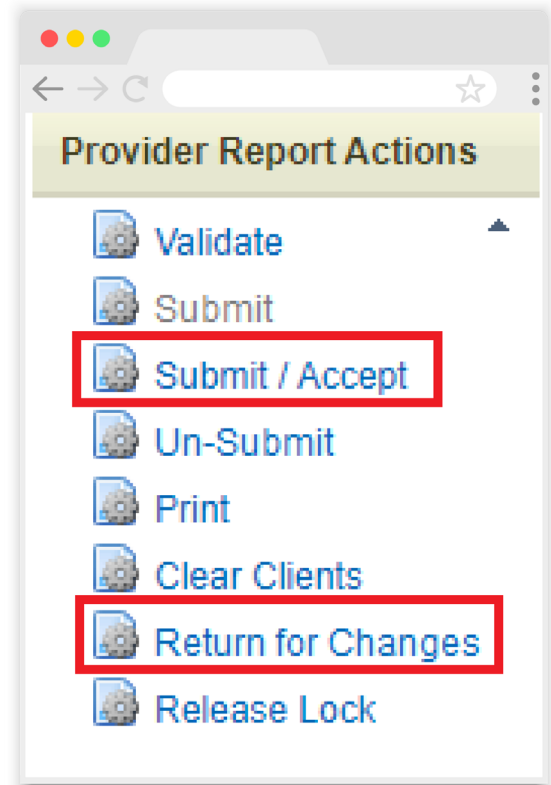 Provider Report Actions
Validate
Submit
Submit / Accept
Un-Submit
Print
Clear Clients
Return for Changes
Release Lock